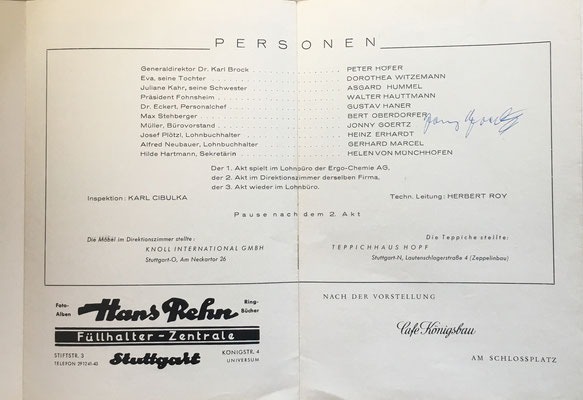 PERSONEN
Generaldirektor Dr. Karl Brock . . . . . . . . . . PETER HÖFER
Eva, seine Tochter . . . . . . . . . . DOROTHEA WITZEMANN
Juliane Kahr, seine Schwester . . . . . . . . . . ASGARD HUMMEL
Präsident Fohnsheim . . . . . . . . . . WALTER HAUTTMANN
Dr. Eckert, Personalchef . . . . . . . . . . GUSTAV HANER
Max Stehberger . . . . . . . . . . BERT OBERDORFER
Müller, Bürovorstand . . . . . . . . . . JONNY GOERTZ
Josef Plötzl, Lohnbuchhalter . . . . . . . . . . HEINZ ERHARDT
Alfred Neubauer, Lohnbuchhalter . . . . . . . . . . GERHARD MARCEL
Hilde Hartmann, Sekretärin . . . . . . . . . . HELEN VON MÜNCHHOFEN
Der 1. Akt spielt im Lohnbüro der Ergo-Chemie AG,
der 2. Akt im Direktionszimmer derselben Firma,
der 3. Akt wieder im Lohnbüro.
Inspektion: KARL CIBULKA
Techn. Leitung: HERBERT ROY
Pause nach dem 2. Akt
Die Möbel im Direktionszimmer stellte:
KNOLL INTERNATIONAL GMBH
Stuttgart-O, Am Neckartor 26
Die Teppiche stellte:
TEPPICHHAUS HOPF
Stuttgart-N, Lautenschlagerstraße 4 (Zeppelinbau)
Foto-Alben
Hans Rehn
Ring-Bücher
Füllhalter-Zentrale
STIFTSTR. 3
TELEFON 29 12 41-43
Stuttgart
KÖNIGSTR. 4
UNIVERSUM
NACH DER VORSTELLUNG
Cafe Königsbau
AM SCHLOSSPLATZ